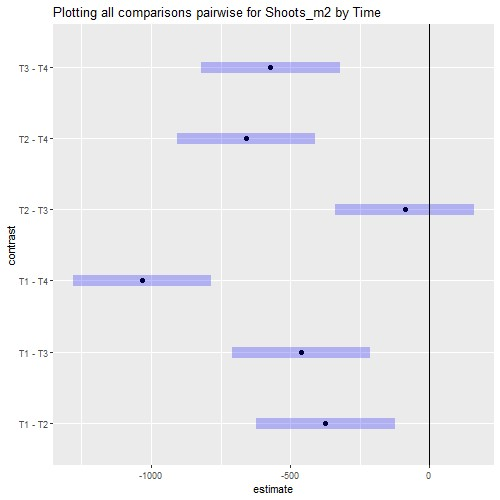 Plotting all comparisons pairwise for Shoots_m2 by Time
T3 - T4
T2 - T4
T2 - T3
contrast
T1 - T4
T1 - T3
T1 - T2
-1000
-500
0
estimate